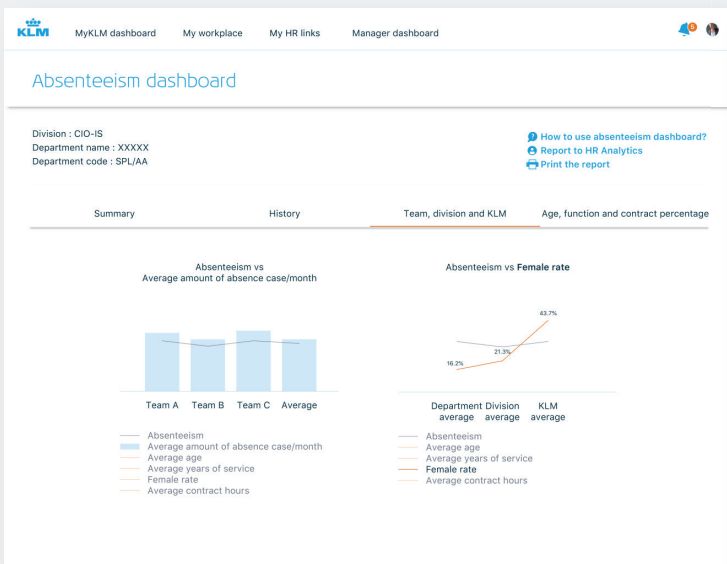 KLM
MyKLM dashboard
My workplace
My HR links
Manager dashboard
5
Absenteeism dashboard
Division : CIO-IS
Department name : XXXXX
Department code : SPL/AA
? How to use absenteeism dashboard?
Report to HR Analytics
Print the report
Summary
History
Team, division and KLM
Age, function and contract percentage
Absenteeism vs
Average amount of absence case/month
Team A
Team B
Team C
Average
Absenteeism
Average amount of absence case/month
Average age
Average years of service
Female rate
Average contract hours
Absenteeism vs Female rate
43.7%
21.3%
16.2%
Department average
Division average
KLM average
Absenteeism
Average age
Average years of service
Female rate
Average contract hours